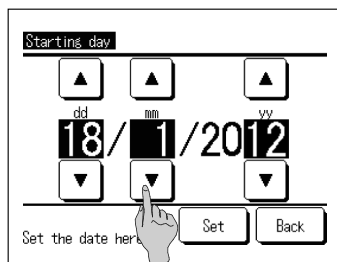 Starting day
▲ ▲ ▲
dd mm yy
18/ 1/2012
▼ ▼ ▼
Set the date here
Set Back